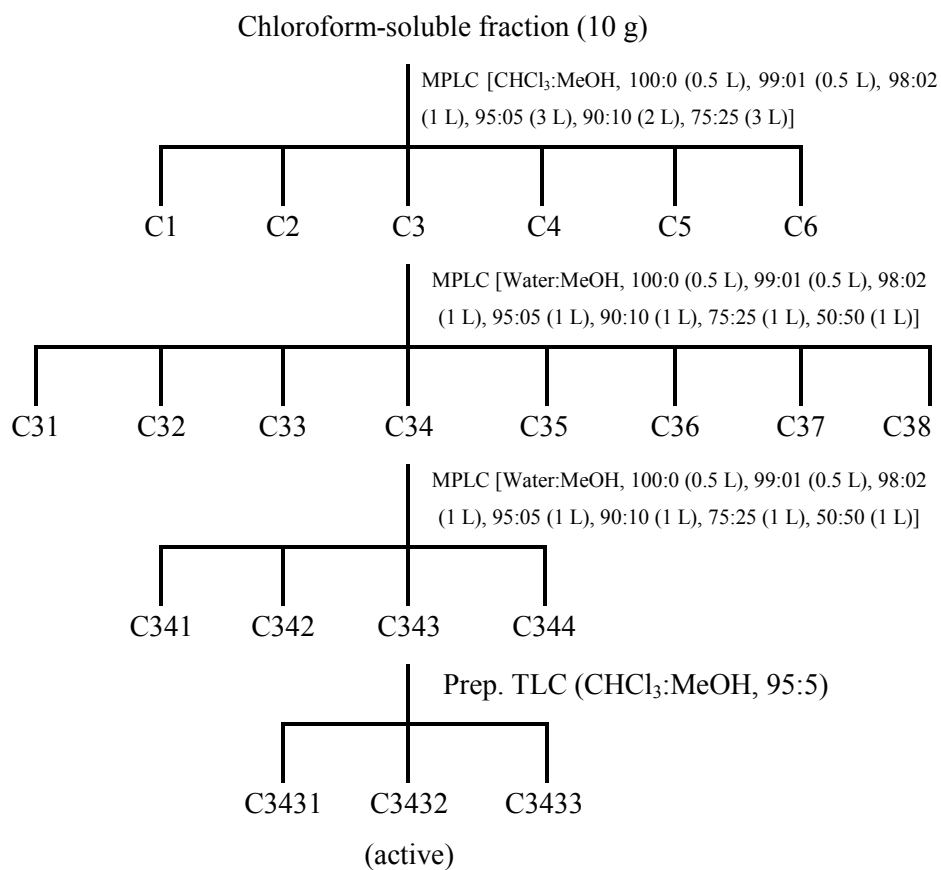 Chloroform-soluble fraction (10 g)
MPLC [CHCl₃:MeOH, 100:0 (0.5 L), 99:01 (0.5 L), 98:02
(1 L), 95:05 (3 L), 90:10 (2 L), 75:25 (3 L)]
C1 C2 C3 C4 C5 C6
MPLC [Water:MeOH, 100:0 (0.5 L), 99:01 (0.5 L), 98:02
(1 L), 95:05 (1 L), 90:10 (1 L), 75:25 (1 L), 50:50 (1 L)]
C31 C32 C33 C34 C35 C36 C37 C38
MPLC [Water:MeOH, 100:0 (0.5 L), 99:01 (0.5 L), 98:02
(1 L), 95:05 (1 L), 90:10 (1 L), 75:25 (1 L), 50:50 (1 L)]
C341 C342 C343 C344
Prep. TLC (CHCl₃:MeOH, 95:5)
C3431 C3432 C3433
(active)